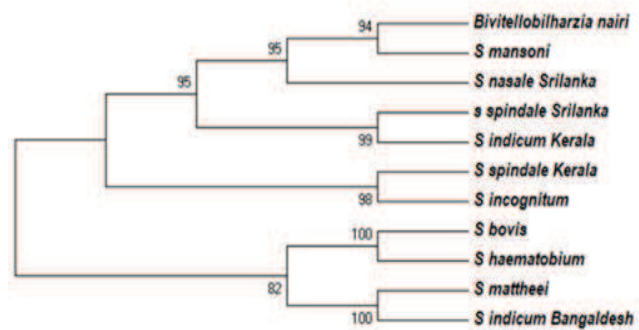 Bivitellobilharzia nairi
94
S mansoni
95
S nasale Srilanka
95
s spindale Srilanka
99
S indicum Kerala
S spindale Kerala
98
S incognitum
S bovis
100
S haematobium
82
S mattheei
100
S indicum Bangaldesh